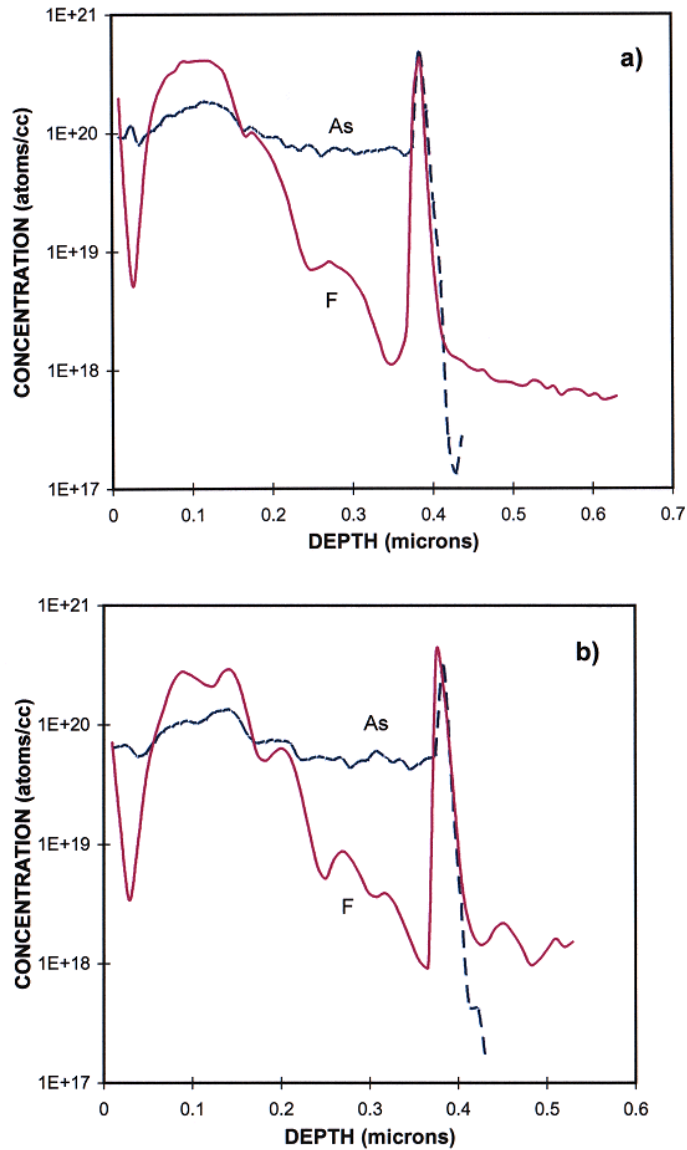 1E+21
a)
As
1E+20
CONCENTRATION (atoms/cc)
1E+19
F
1E+18
1E+17
0 0.1 0.2 0.3 0.4 0.5 0.6 0.7
DEPTH (microns)
1E+21
b)
As
1E+20
CONCENTRATION (atoms/cc)
1E+19
F
1E+18
1E+17
0 0.1 0.2 0.3 0.4 0.5 0.6
DEPTH (microns)